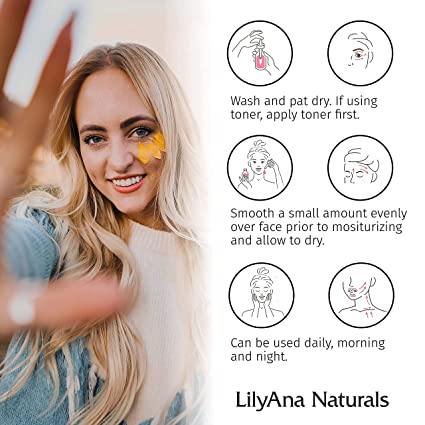 Wash and pat dry. If using
toner, apply toner first.
Smooth a small amount evenly
over face prior to mositurizing
and allow to dry.
Can be used daily, morning
and night.
LilyAna Naturals